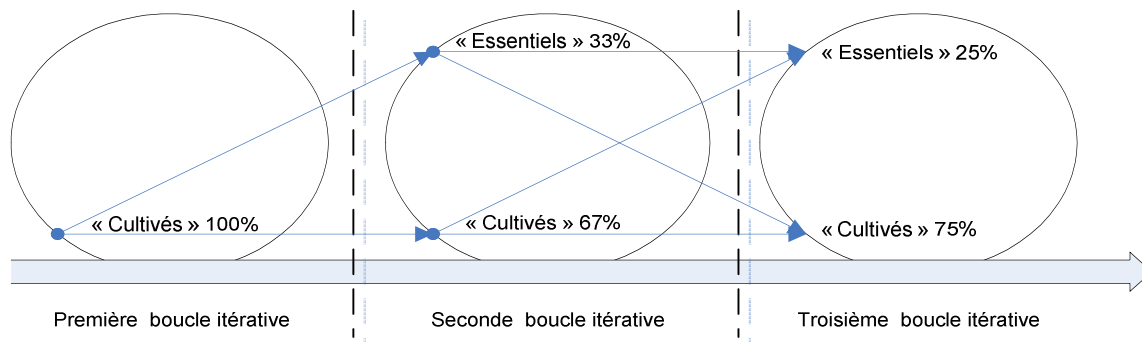 « Essentiels » 33%
« Essentiels » 25%
« Cultivés » 100%
« Cultivés » 67%
« Cultivés » 75%
Première boucle itérative
Seconde boucle itérative
Troisième boucle itérative